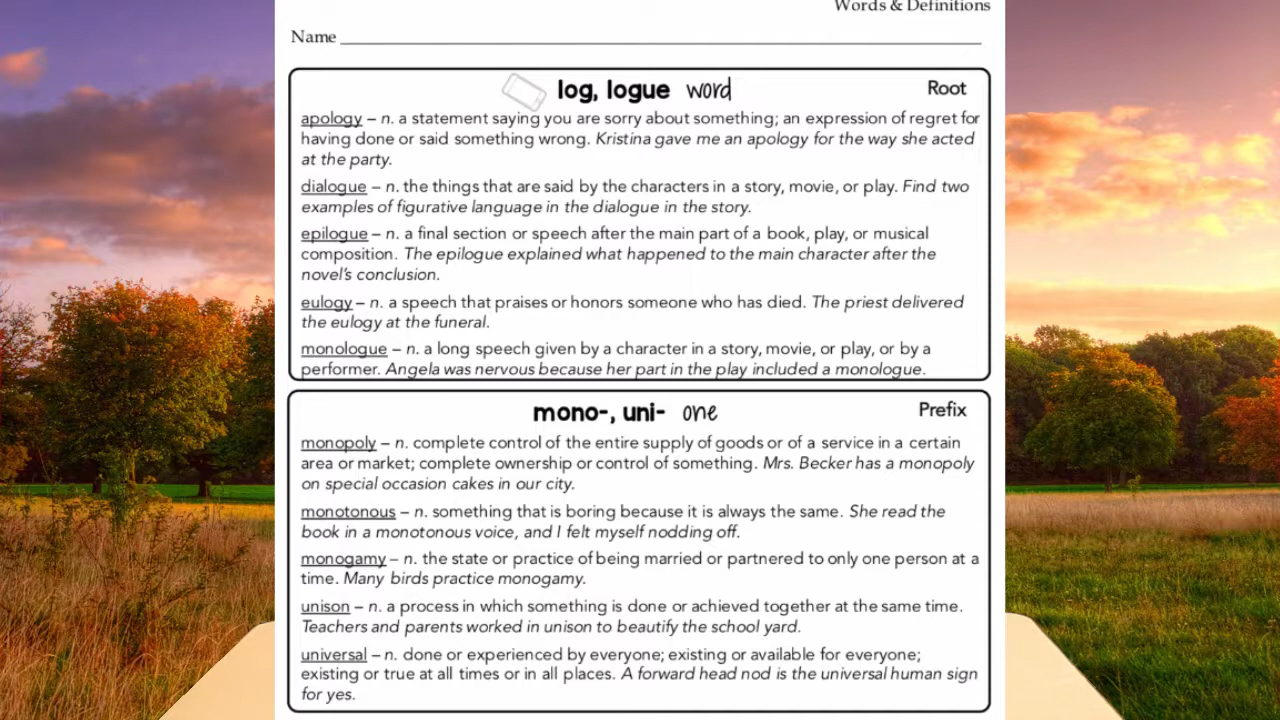 Words & Definitions
Name
log, logue word Root
apology – n. a statement saying you are sorry about something; an expression of regret for
having done or said something wrong. Kristina gave me an apology for the way she acted
at the party.
dialogue – n. the things that are said by the characters in a story, movie, or play. Find two
examples of figurative language in the dialogue in the story.
epilogue – n. a final section or speech after the main part of a book, play, or musical
composition. The epilogue explained what happened to the main character after the
novel's conclusion.
eulogy – n. a speech that praises or honors someone who has died. The priest delivered
the eulogy at the funeral.
monologue – n. a long speech given by a character in a story, movie, or play, or by a
performer. Angela was nervous because her part in the play included a monologue.
mono-, uni- one Prefix
monopoly – n. complete control of the entire supply of goods or of a service in a certain
area or market; complete ownership or control of something. Mrs. Becker has a monopoly
on special occasion cakes in our city.
monotonous – n. something that is boring because it is always the same. She read the
book in a monotonous voice, and I felt myself nodding off.
monogamy – n. the state or practice of being married or partnered to only one person at a
time. Many birds practice monogamy.
unison – n. a process in which something is done or achieved together at the same time.
Teachers and parents worked in unison to beautify the school yard.
universal – n. done or experienced by everyone; existing or available for everyone;
existing or true at all times or in all places. A forward head nod is the universal human sign
for yes.